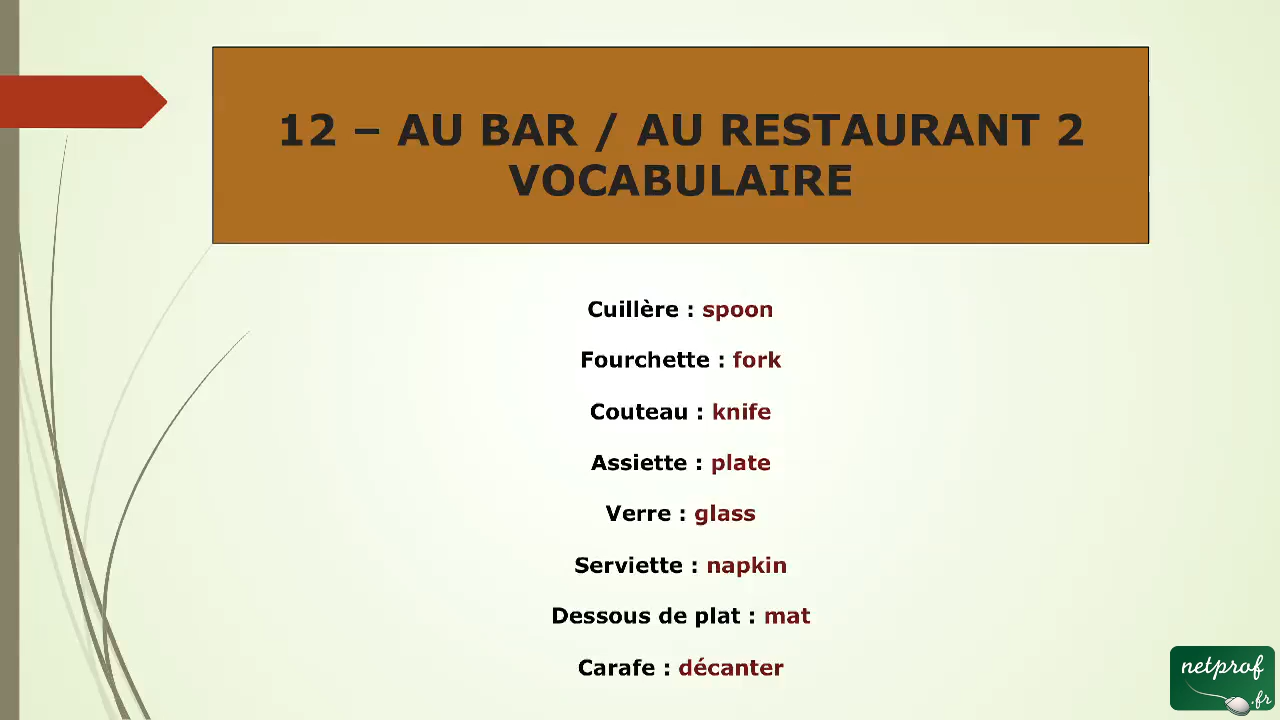 12 – AU BAR / AU RESTAURANT 2
VOCABULAIRE
Cuillère : spoon
Fourchette : fork
Couteau : knife
Assiette : plate
Verre : glass
Serviette : napkin
Dessous de plat : mat
Carafe : décanter
netprof
.fr